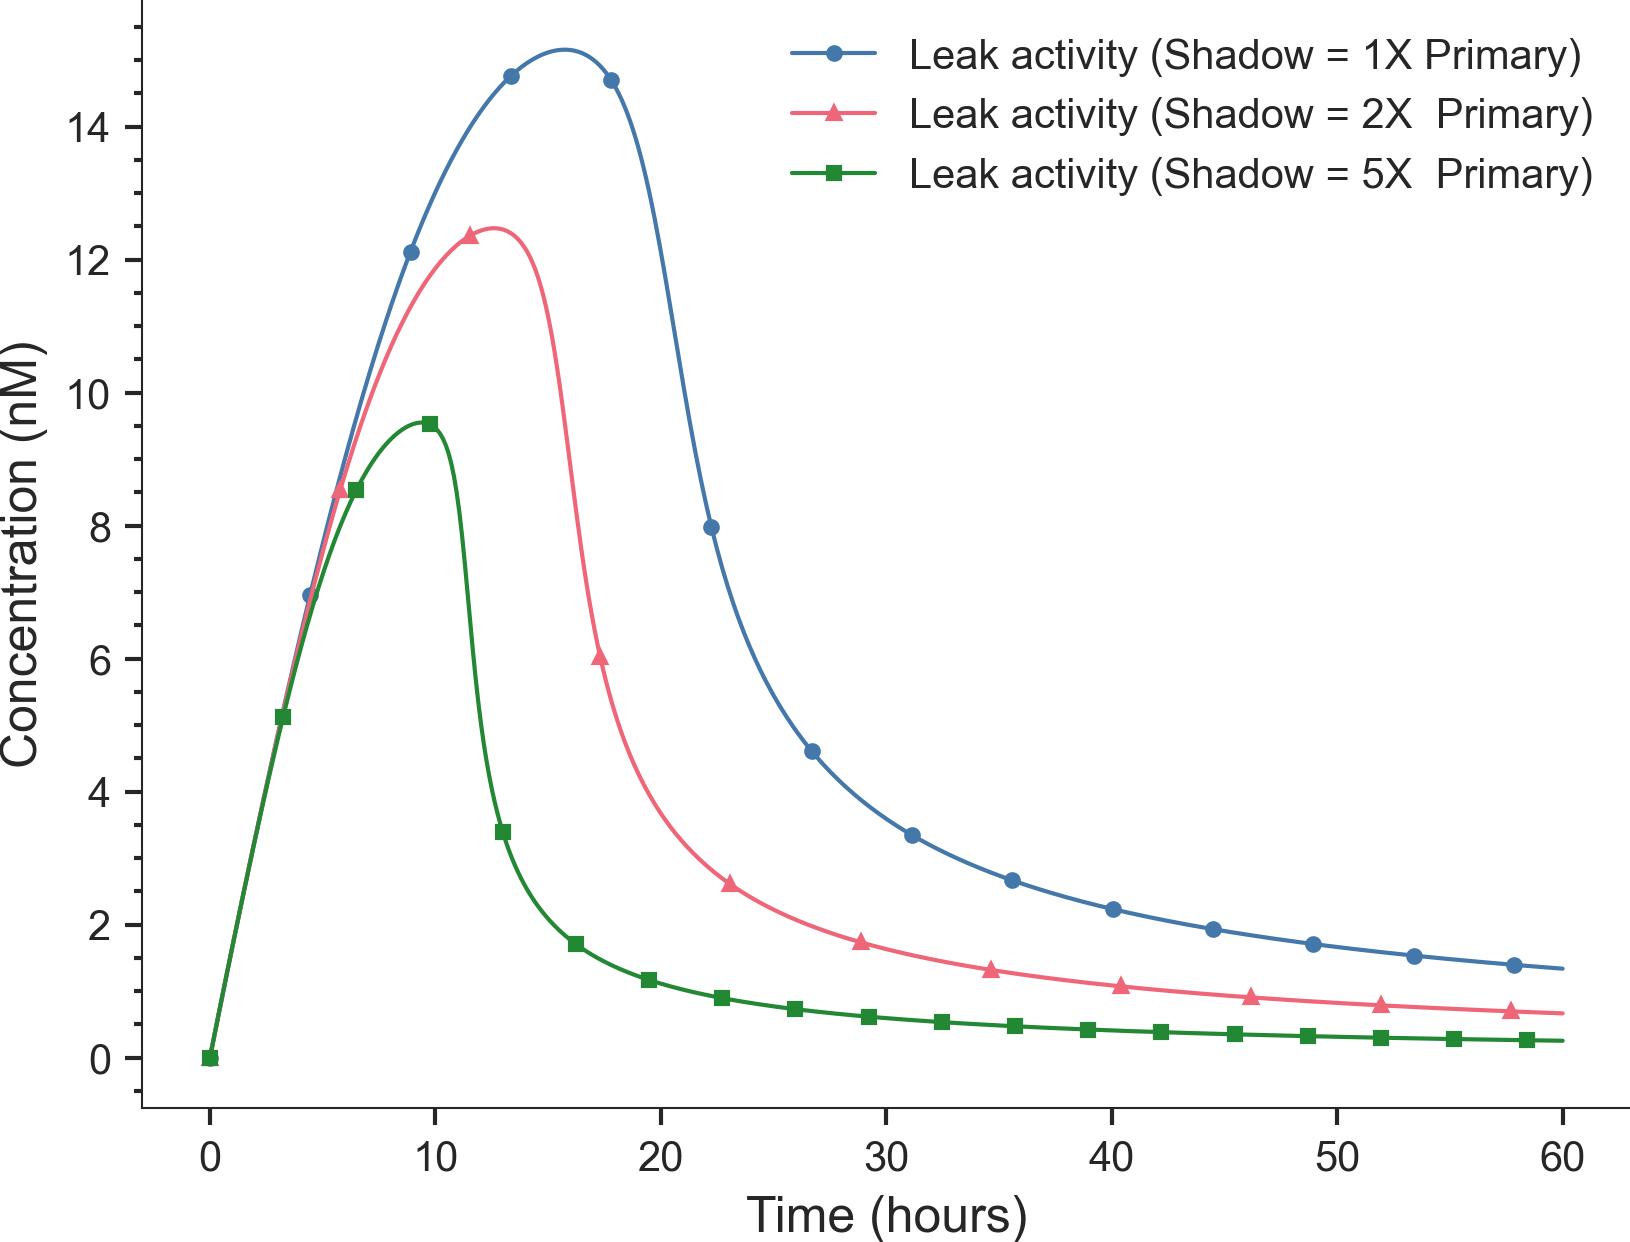 Leak activity (Shadow = 1X Primary)
Leak activity (Shadow = 2X  Primary)
Leak activity (Shadow = 5X  Primary)
Concentration (nM)
14
12
10
8
6
4
2
0
0 10 20 30 40 50 60
Time (hours)